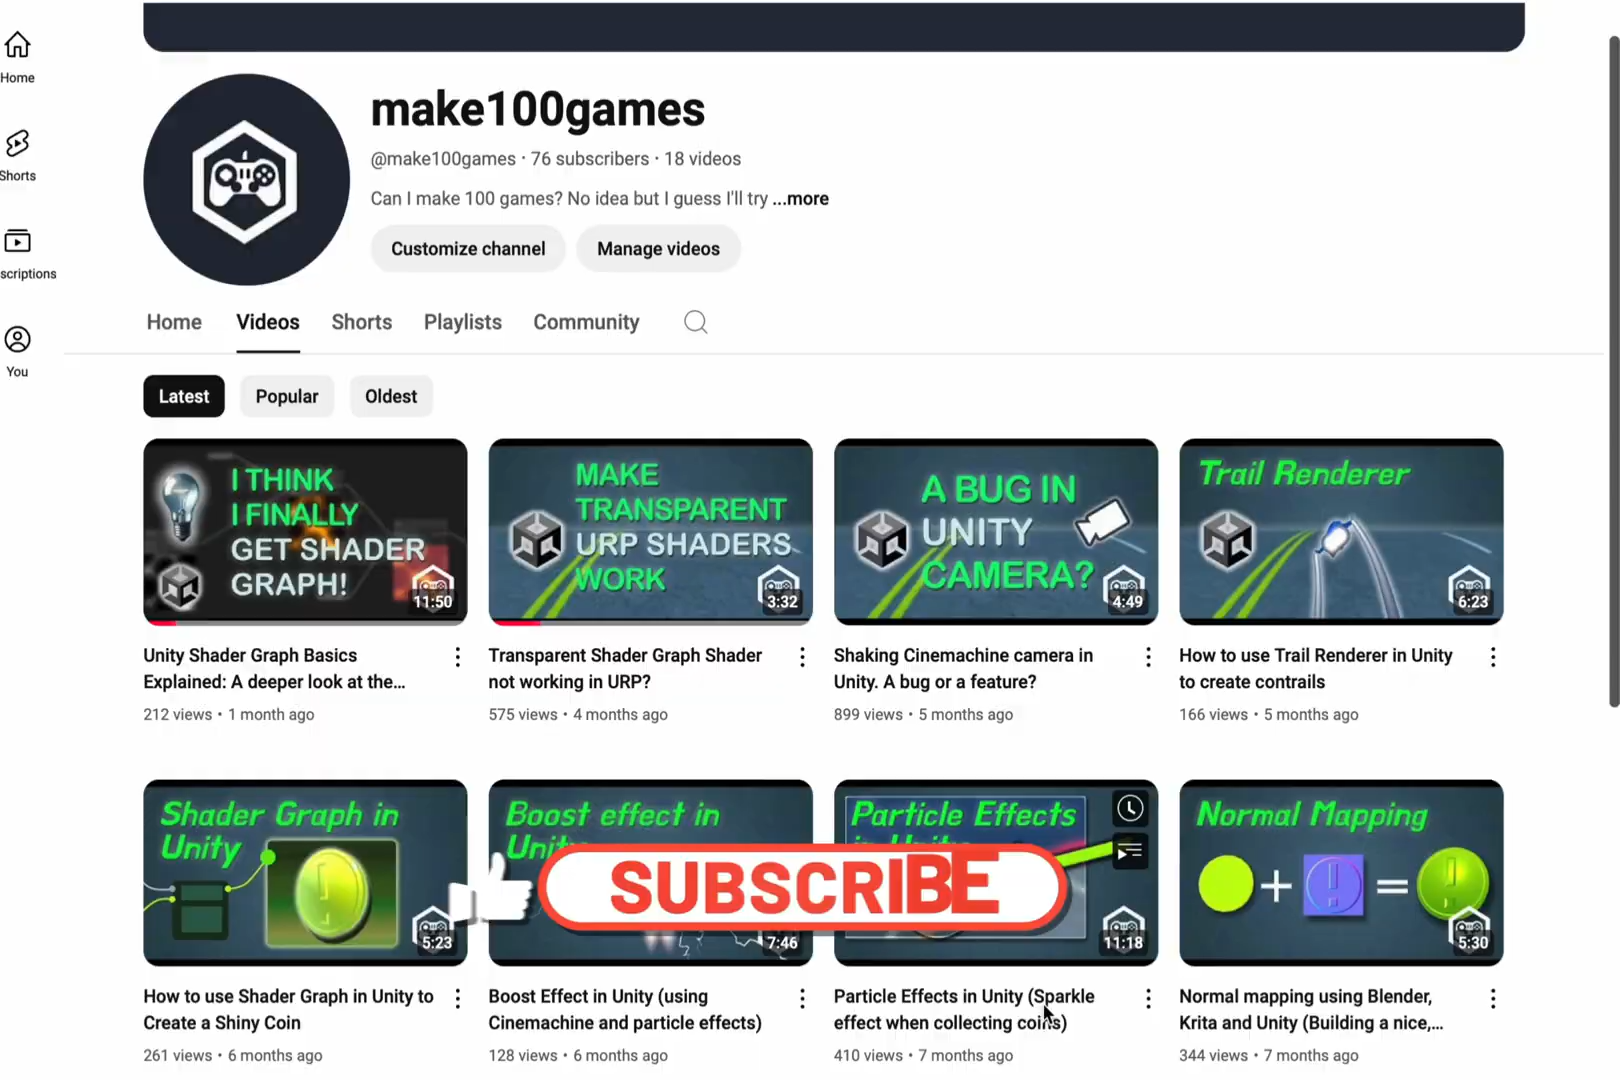 Home
Shorts
scriptions
You
make100games
@make100games · 76 subscribers · 18 videos
Can I make 100 games? No idea but I guess I'll try ...more
Customize channel
Manage videos
Home
Videos
Shorts
Playlists
Community
Latest
Popular
Oldest
I THINK
I FINALLY
GET SHADER
GRAPH!
11:50
MAKE
TRANSPARENT
URP SHADERS
WORK
3:32
A BUG IN
UNITY
CAMERA?
4:49
Trail Renderer
6:23
Unity Shader Graph Basics
Explained: A deeper look at the...
212 views · 1 month ago
Transparent Shader Graph Shader
not working in URP?
575 views · 4 months ago
Shaking Cinemachine camera in
Unity. A bug or a feature?
899 views · 5 months ago
How to use Trail Renderer in Unity
to create contrails
166 views · 5 months ago
Shader Graph in
Unity
5:23
Boost effect in
Unity
7:46
Particle Effects
in Unity
11:18
Normal Mapping
+
=
5:30
SUBSCRIBE
How to use Shader Graph in Unity to
Create a Shiny Coin
261 views · 6 months ago
Boost Effect in Unity (using
Cinemachine and particle effects)
128 views · 6 months ago
Particle Effects in Unity (Sparkle
effect when collecting coins)
410 views · 7 months ago
Normal mapping using Blender,
Krita and Unity (Building a nice,...
344 views · 7 months ago